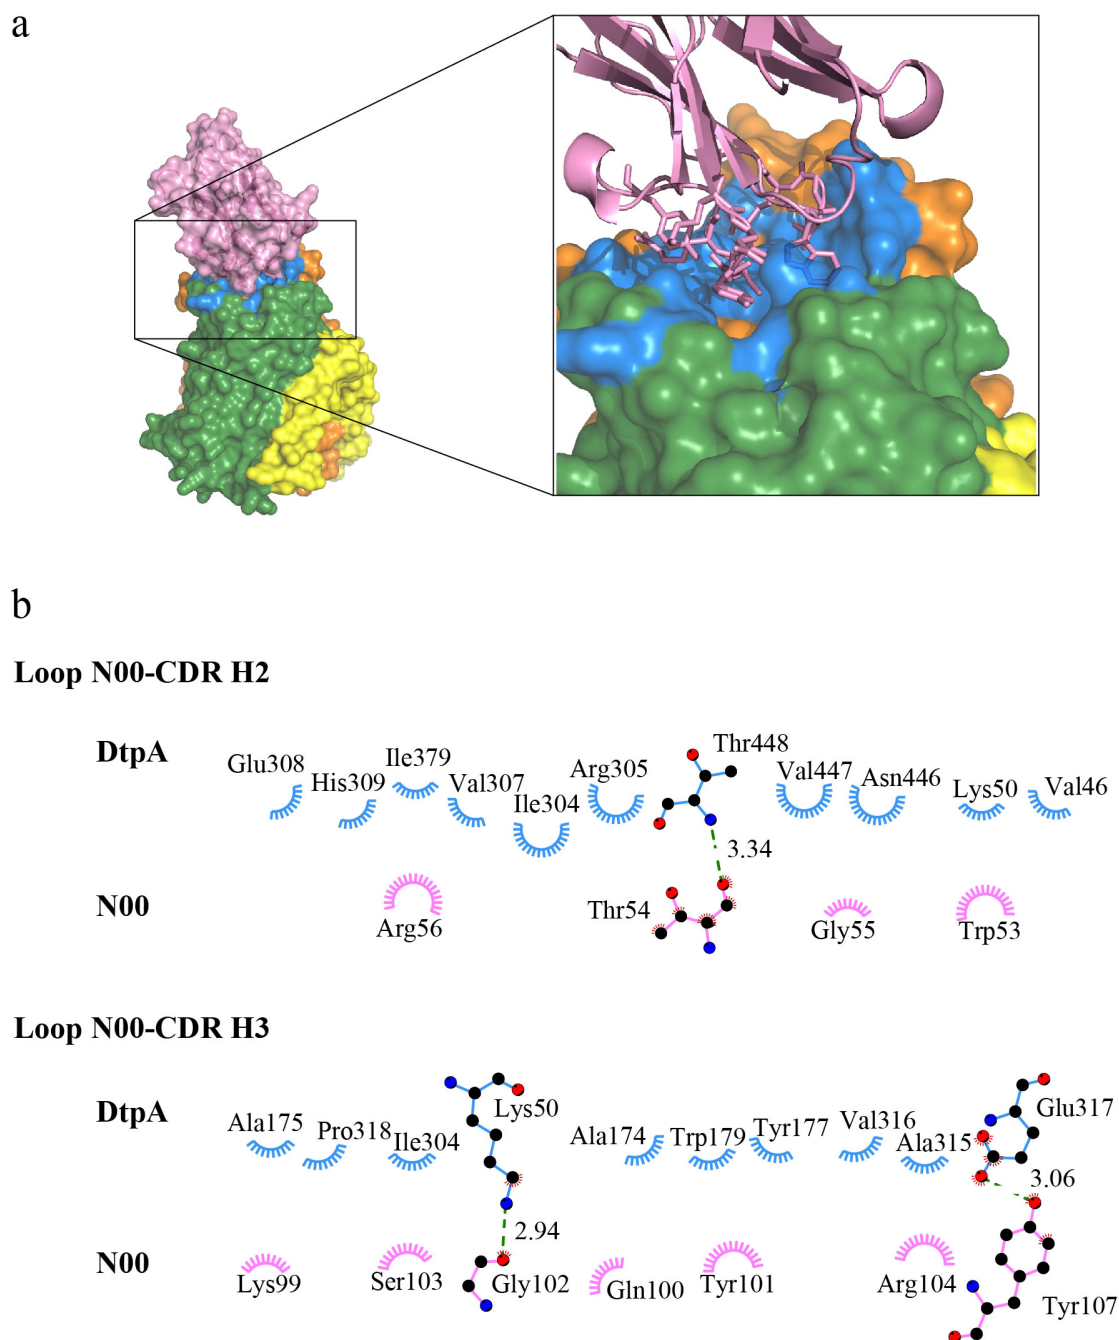 a
b
Loop N00-CDR H2
DtpA
Glu308
His309
Ile379
Val307
Ile304
Arg305
Thr448
Val447
Asn446
Lys50
Val46
3.34
N00
Arg56
Thr54
Gly55
Trp53
Loop N00-CDR H3
DtpA
Ala175
Pro318
Ile304
Lys50
Ala174
Trp179
Tyr177
Val316
Ala315
Glu317
3.06
2.94
N00
Lys99
Ser103
Gly102
Gln100
Tyr101
Arg104
Tyr107